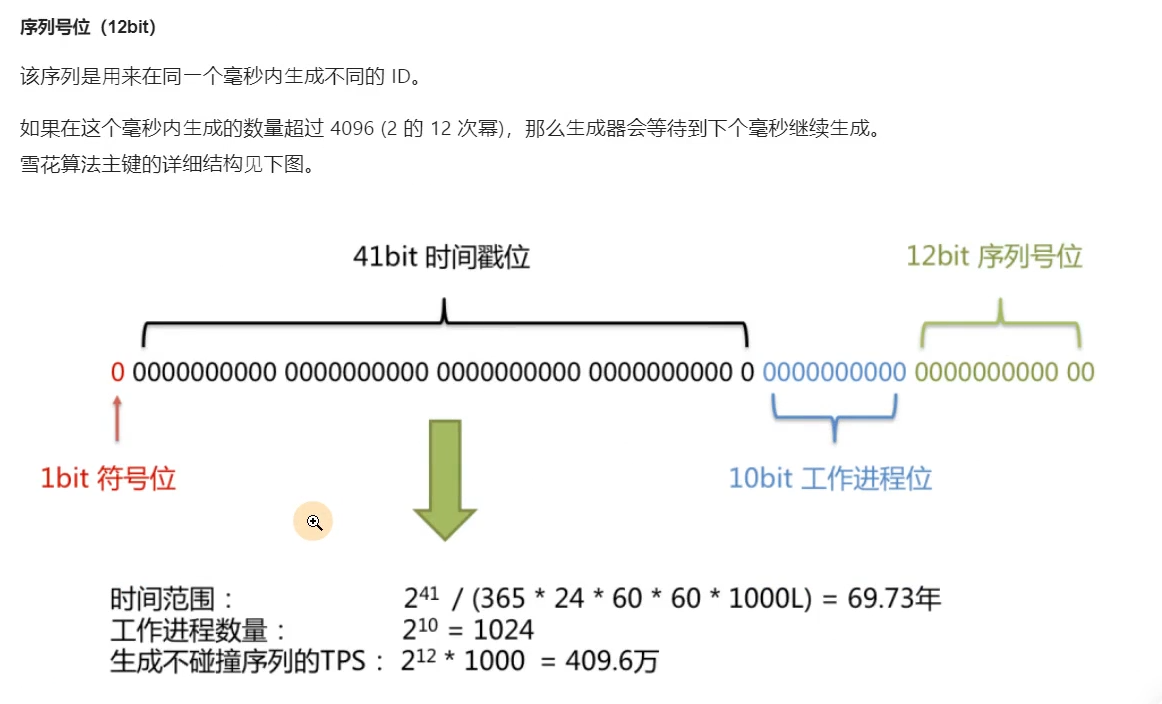 序列号位（12bit）
该序列是用来在同一个毫秒内生成不同的 ID。
如果在这个毫秒内生成的数量超过 4096 (2 的 12 次幂)，那么生成器会等待到下个毫秒继续生成。
雪花算法主键的详细结构见下图。
41bit 时间戳位
12bit 序列号位
0 0000000000 0000000000 0000000000 0000000000 0 0000000000 0000000000 00
1bit 符号位
10bit 工作进程位
时间范围： 2⁴¹ / (365 * 24 * 60 * 60 * 1000L) = 69.73年
工作进程数量： 2¹⁰ = 1024
生成不碰撞序列的TPS： 2¹² * 1000 = 409.6万